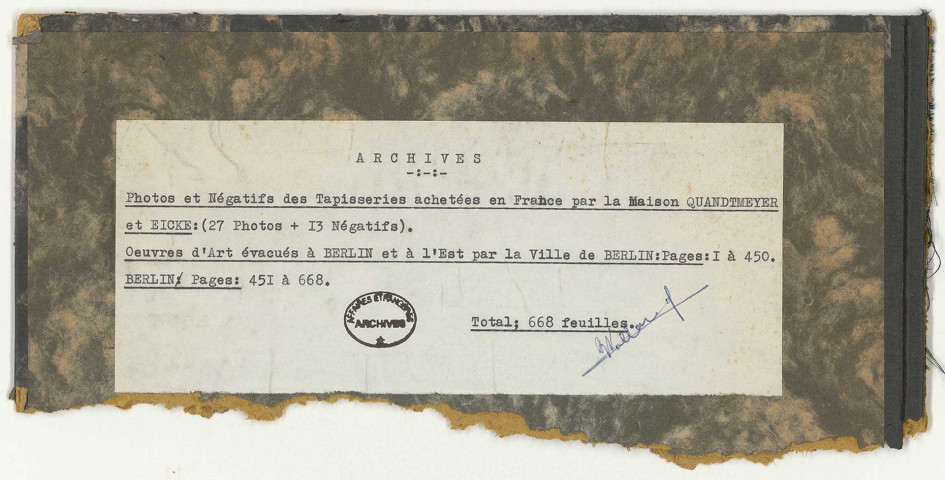 ARCHIVES
-:-:-
Photos et Négatifs des Tapisseries achetées en France par la Maison QUANDTMEYER
et EICKE:(27 Photos + I3 Négatifs).
Oeuvres d'Art évacués à BERLIN et à l'Est par la Ville de BERLIN:Pages:I à 450.
BERLIN; Pages: 45I à 668.
AFFAIRES ETRANGERES
ARCHIVES
Total; 668 feuilles.